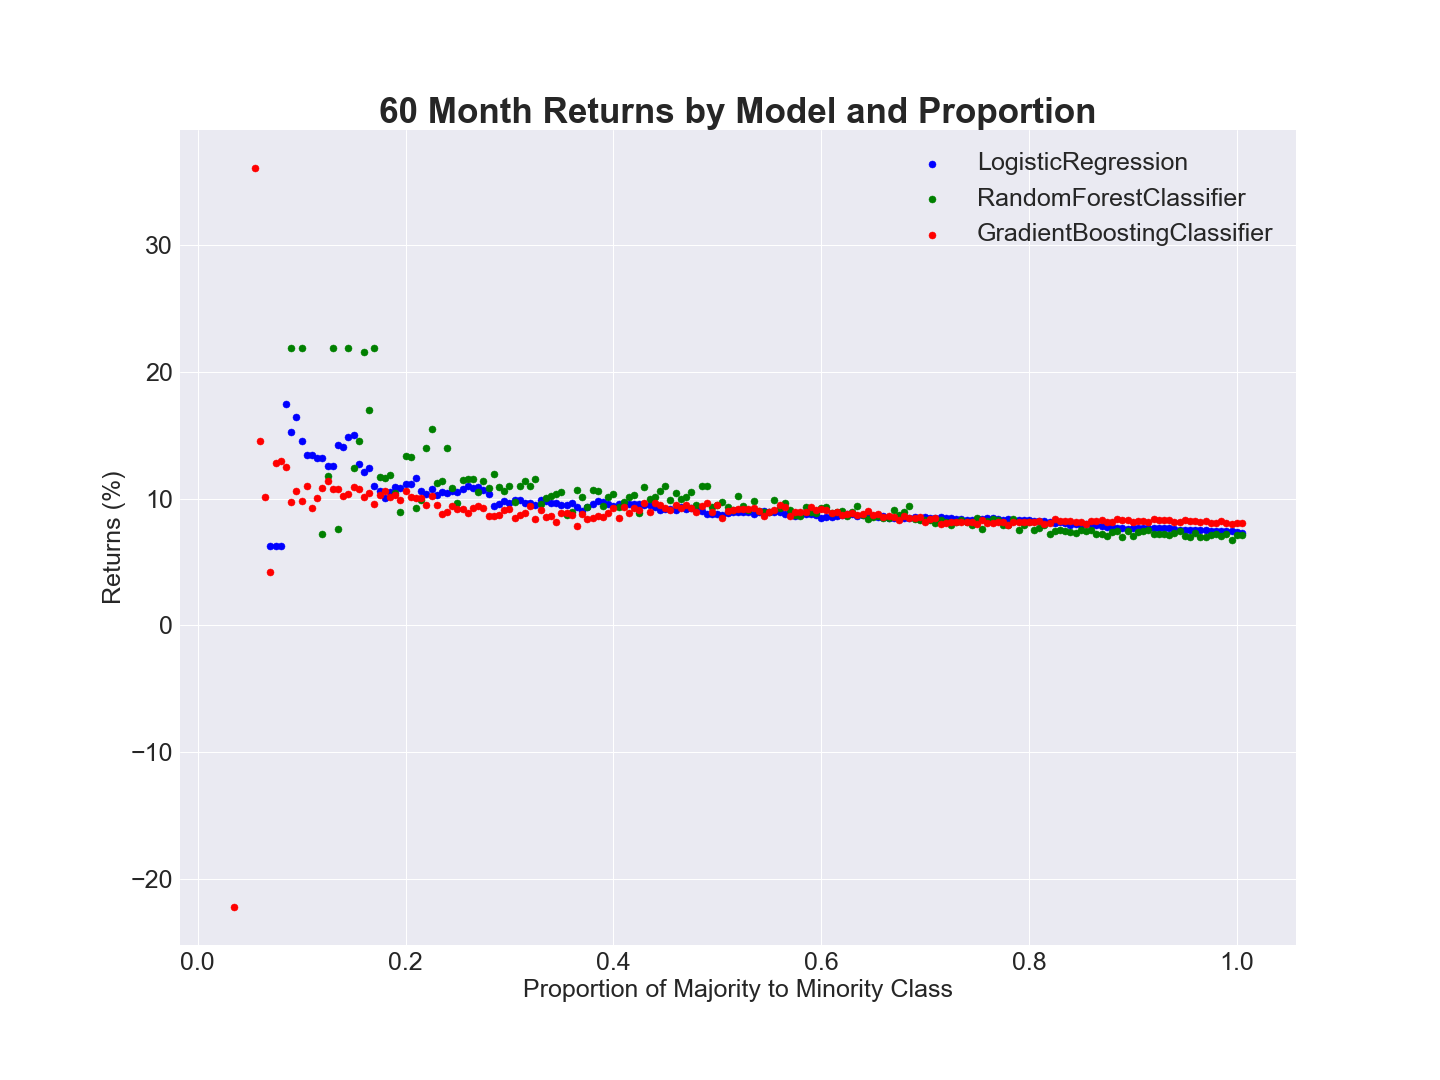 60 Month Returns by Model and Proportion
LogisticRegression
RandomForestClassifier
GradientBoostingClassifier
30
20
10
0
−10
−20
Returns (%)
0.0 0.2 0.4 0.6 0.8 1.0
Proportion of Majority to Minority Class